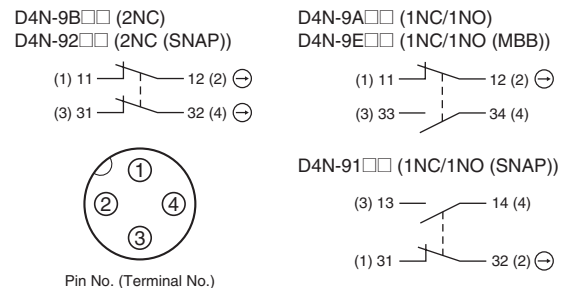 D4N-9B□□ (2NC)
D4N-92□□ (2NC (SNAP))
(1) 11 12 (2)
(3) 31 32 (4)
①
② ④
③
Pin No. (Terminal No.)
D4N-9A□□ (1NC/1NO)
D4N-9E□□ (1NC/1NO (MBB))
(1) 11 12 (2)
(3) 33 34 (4)
D4N-91□□ (1NC/1NO (SNAP))
(3) 13 14 (4)
(1) 31 32 (2)